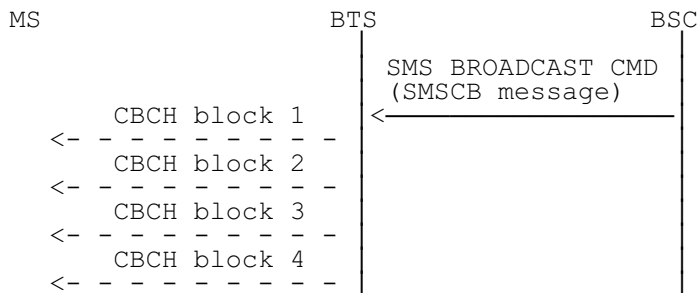 MS BTS BSC
SMS BROADCAST CMD
(SMSCB message)
CBCH block 1
CBCH block 2
CBCH block 3
CBCH block 4